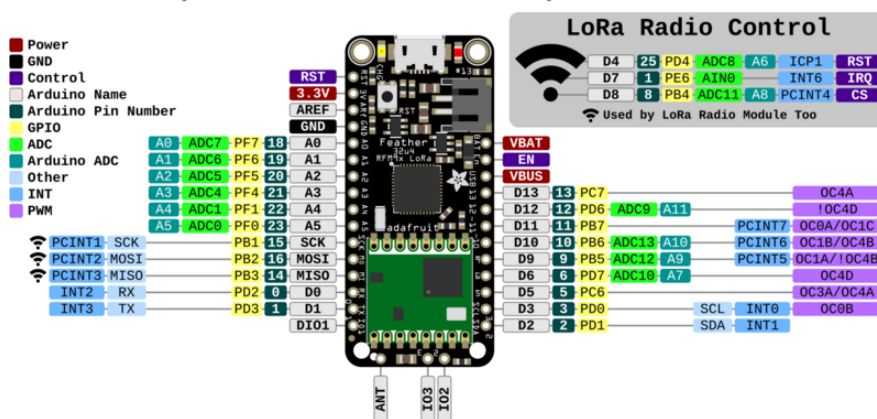 LoRa Radio Control
D4 25 PD4 ADC8 A6 ICP1 RST
D7 1 PE6 AIN0 INT6 IRQ
D8 8 PB4 ADC11 A8 PCINT4 CS
Used by LoRa Radio Module Too
Power
GND
Control
Arduino Name
Arduino Pin Number
GPIO
ADC
Arduino ADC
Other
INT
PWM
RST
3.3V
AREF
GND
A0 ADC7 PF7 18 A0
A1 ADC6 PF6 19 A1
A2 ADC5 PF5 20 A2
A3 ADC4 PF4 21 A3
A4 ADC1 PF1 22 A4
A5 ADC0 PF0 23 A5
PCINT1 SCK PB1 15 SCK
PCINT2 MOSI PB2 16 MOSI
PCINT3 MISO PB3 14 MISO
INT2 RX PD2 0 D0
INT3 TX PD3 1 D1
DIO1
Feather
32u4
RFM9x LoRa
adafruit
RST
#13
VBAT
EN
VBUS
D13 13 PC7 OC4A
D12 12 PD6 ADC9 A11 !OC4D
D11 11 PB7 PCINT7 OC0A/OC1C
D10 10 PB6 ADC13 A10 PCINT6 OC1B/OC4B
D9 9 PB5 ADC12 A9 PCINT5 OC1A/!OC4B
D6 6 PD7 ADC10 A7 OC4D
D5 5 PC6 OC3A/OC4A
D3 3 PD0 SCL INT0 OC0B
D2 2 PD1 SDA INT1
ANT
IO3
IO2